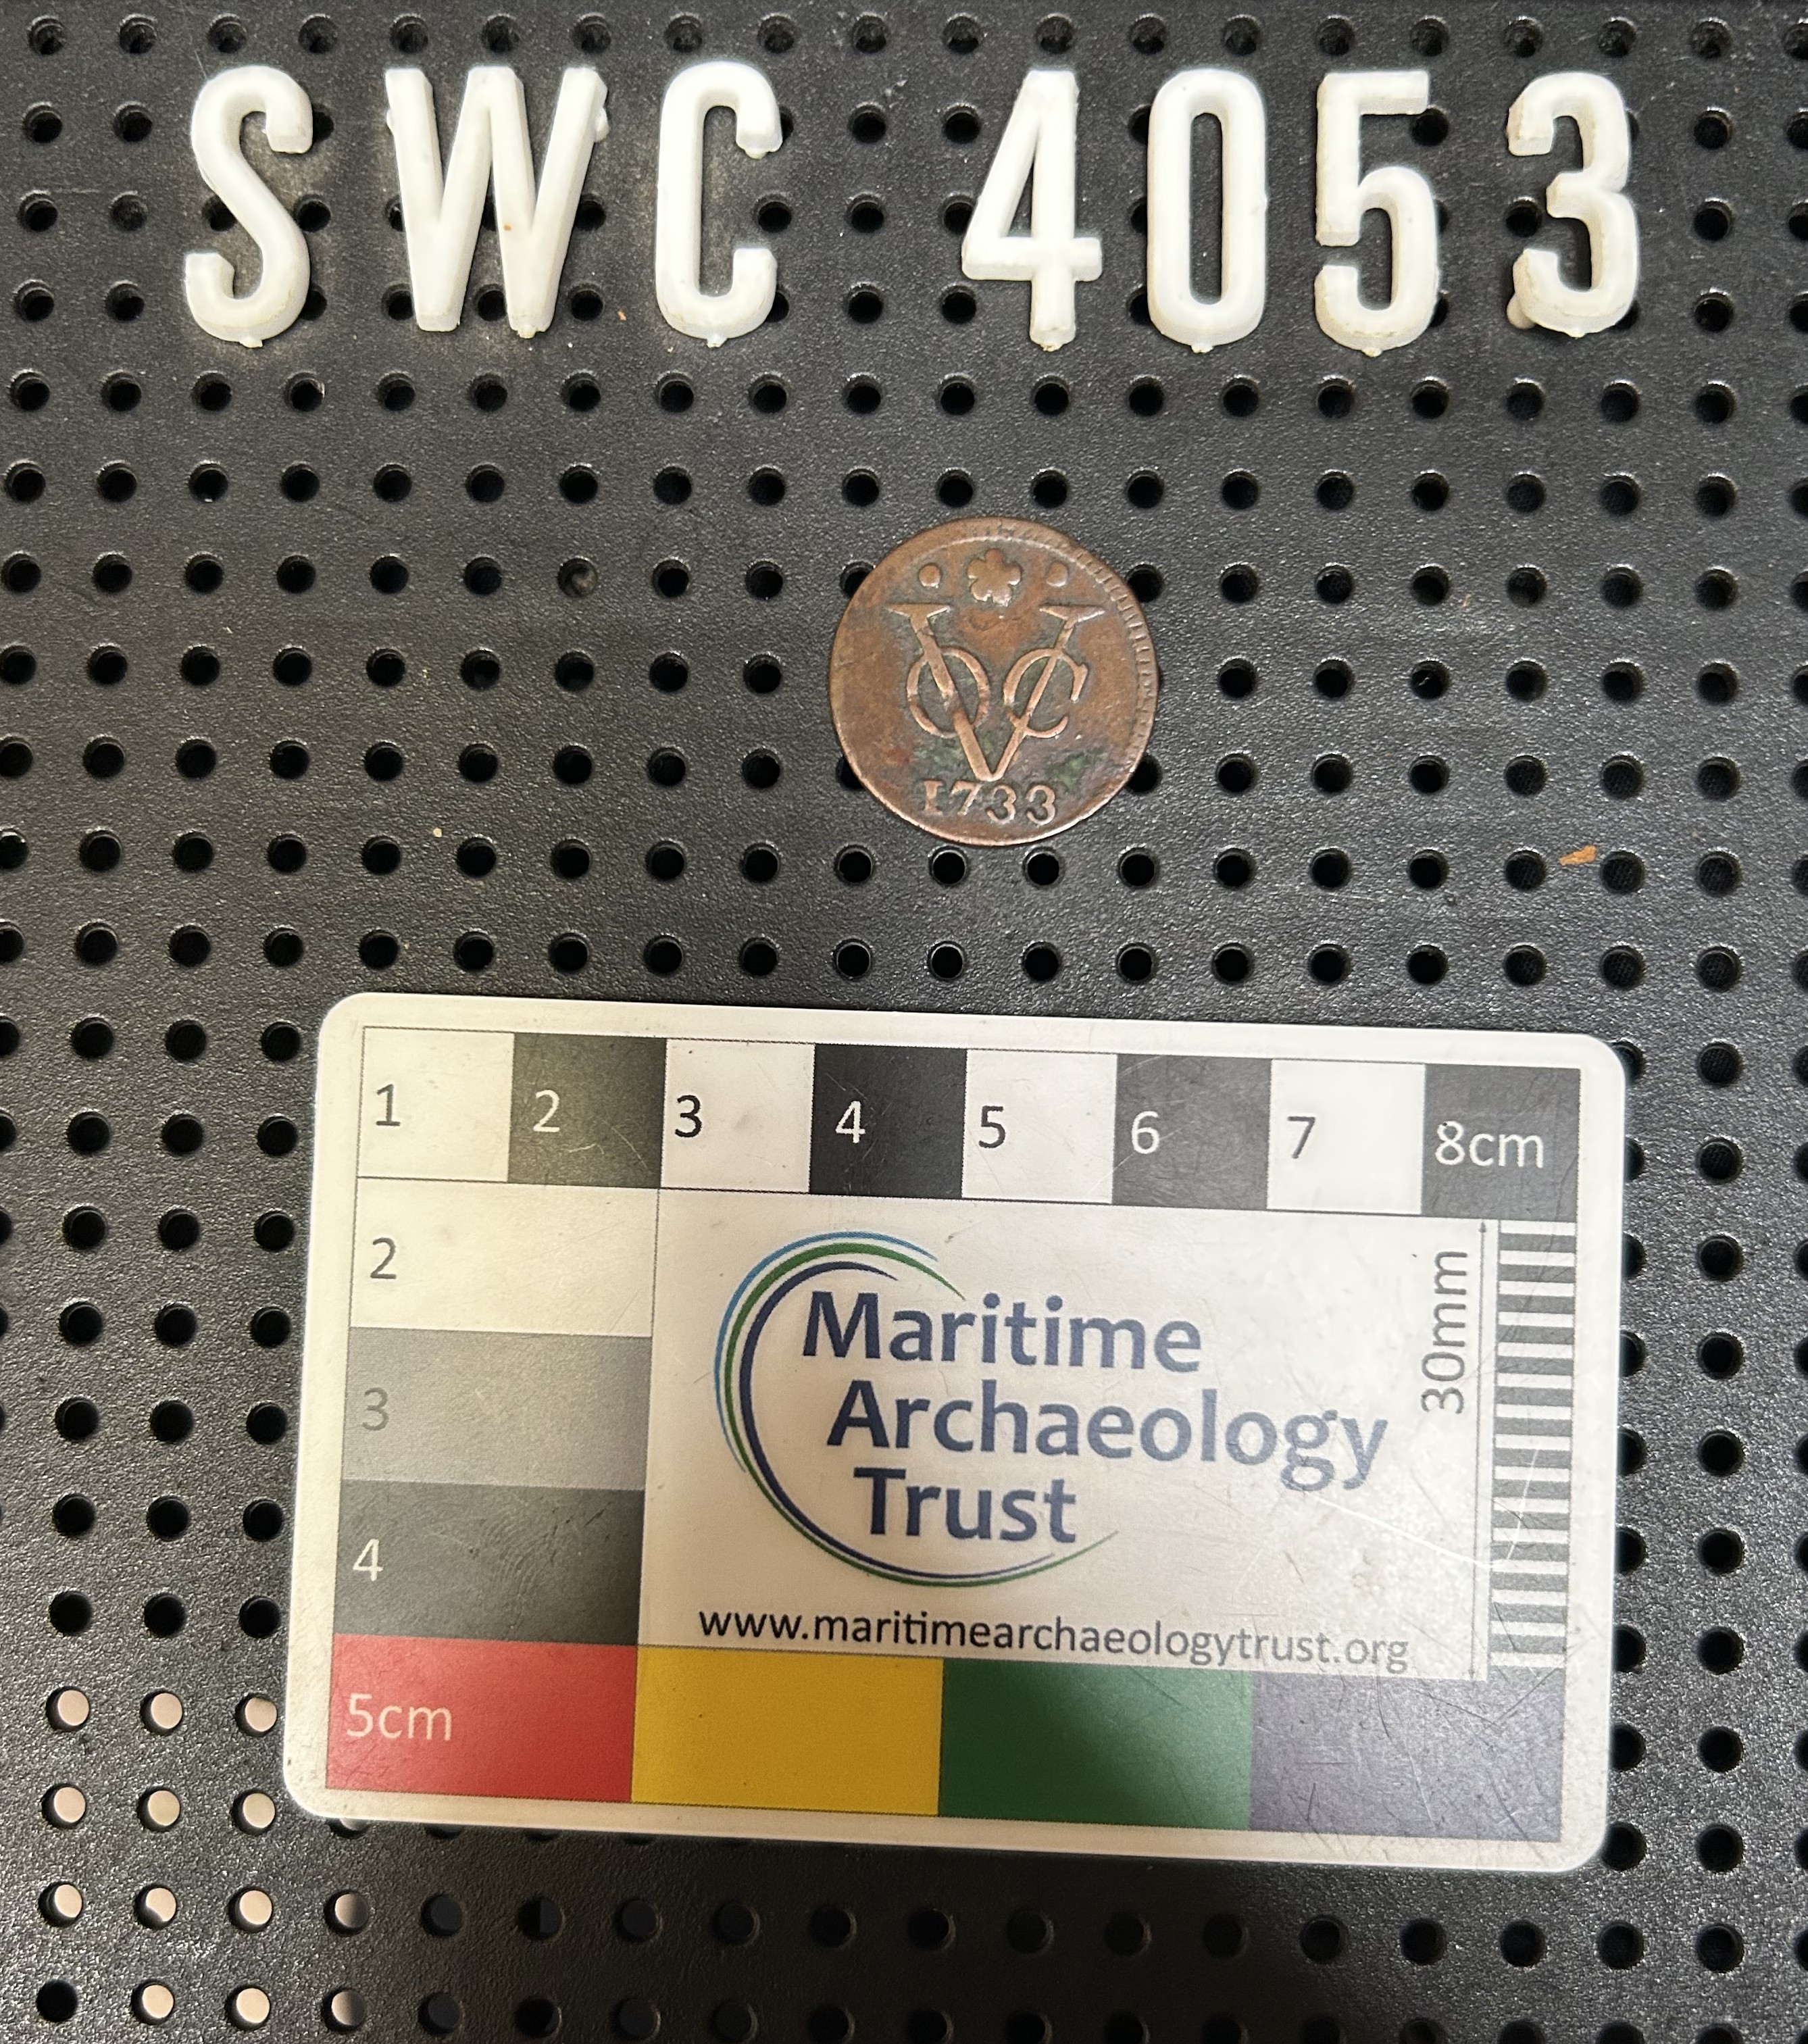 SWC 4053
VOC
1733
1 2 3 4 5 6 7 8cm
2
3
4
5cm
30mm
Maritime
Archaeology
Trust
www.maritimearchaeologytrust.org